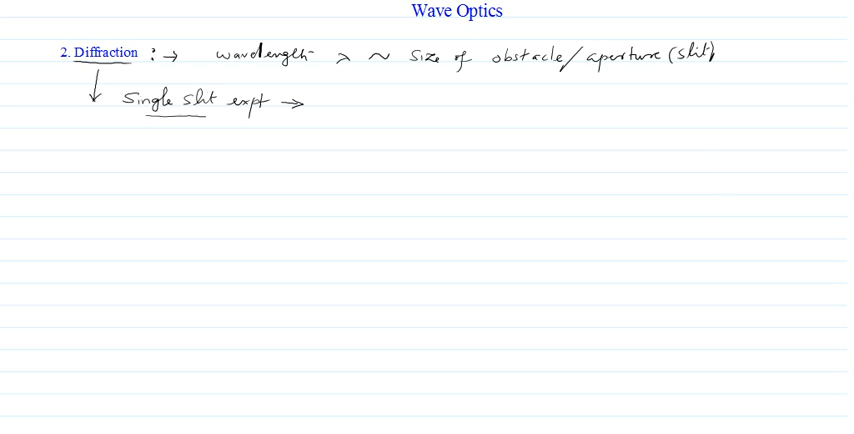 Wave Optics
2. Diffraction : → wavelength λ ~ size of obstacle/aperture (slit)
↓ Single slit expt →